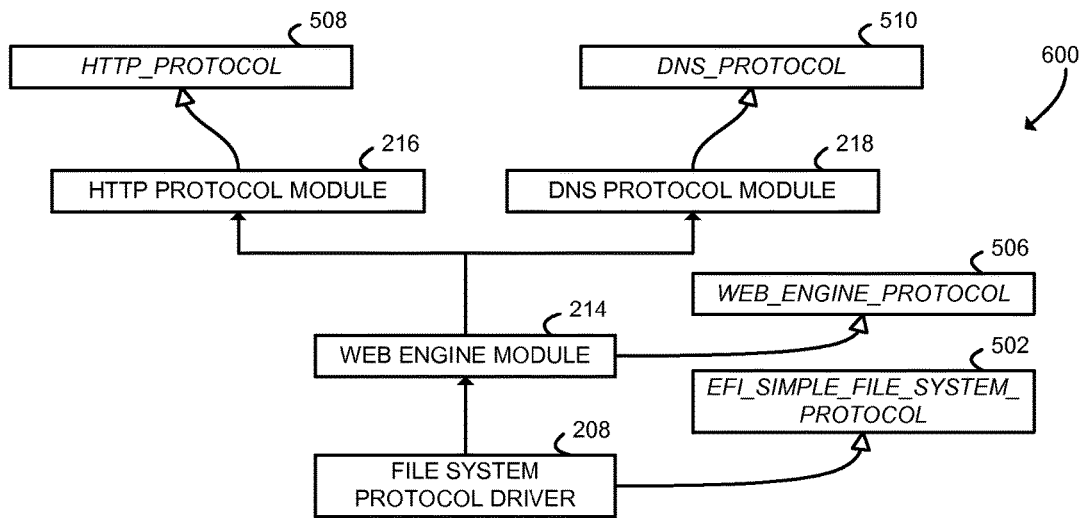 508
HTTP_PROTOCOL
510
DNS_PROTOCOL
600
216
HTTP PROTOCOL MODULE
218
DNS PROTOCOL MODULE
506
WEB_ENGINE_PROTOCOL
214
WEB ENGINE MODULE
502
EFI_SIMPLE_FILE_SYSTEM_
PROTOCOL
208
FILE SYSTEM
PROTOCOL DRIVER